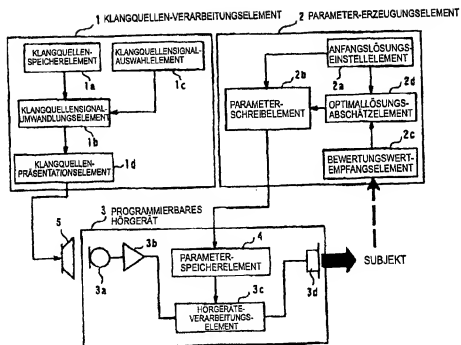 1 KLANGQUELLEN-VERARBEITUNGSELEMENT
KLANGQUELLEN-
SPEICHERELEMENT
1a
KLANGQUELLENSIGNAL-
AUSWAHLELEMENT
1c
KLANGQUELLENSIGNAL-
UMWANDLUNGSELEMENT
1b
KLANGQUELLEN-
PRÄSENTATIONSELEMENT
1d
2 PARAMETER-ERZEUGUNGSELEMENT
ANFANGSLÖSUNGS-
EINSTELLELEMENT
2a
2b
PARAMETER-
SCHREIBELEMENT
2d
OPTIMALLÖSUNGS-
ABSCHÄTZELEMENT
2c
BEWERTUNGSWERT-
EMPFANGSELEMENT
5
3 PROGRAMMIERBARES
HÖRGERÄT
3a
3b
4
PARAMETER-
SPEICHERELEMENT
3c
HÖRGERÄTE-
VERARBEITUNGS-
ELEMENT
3d
SUBJEKT